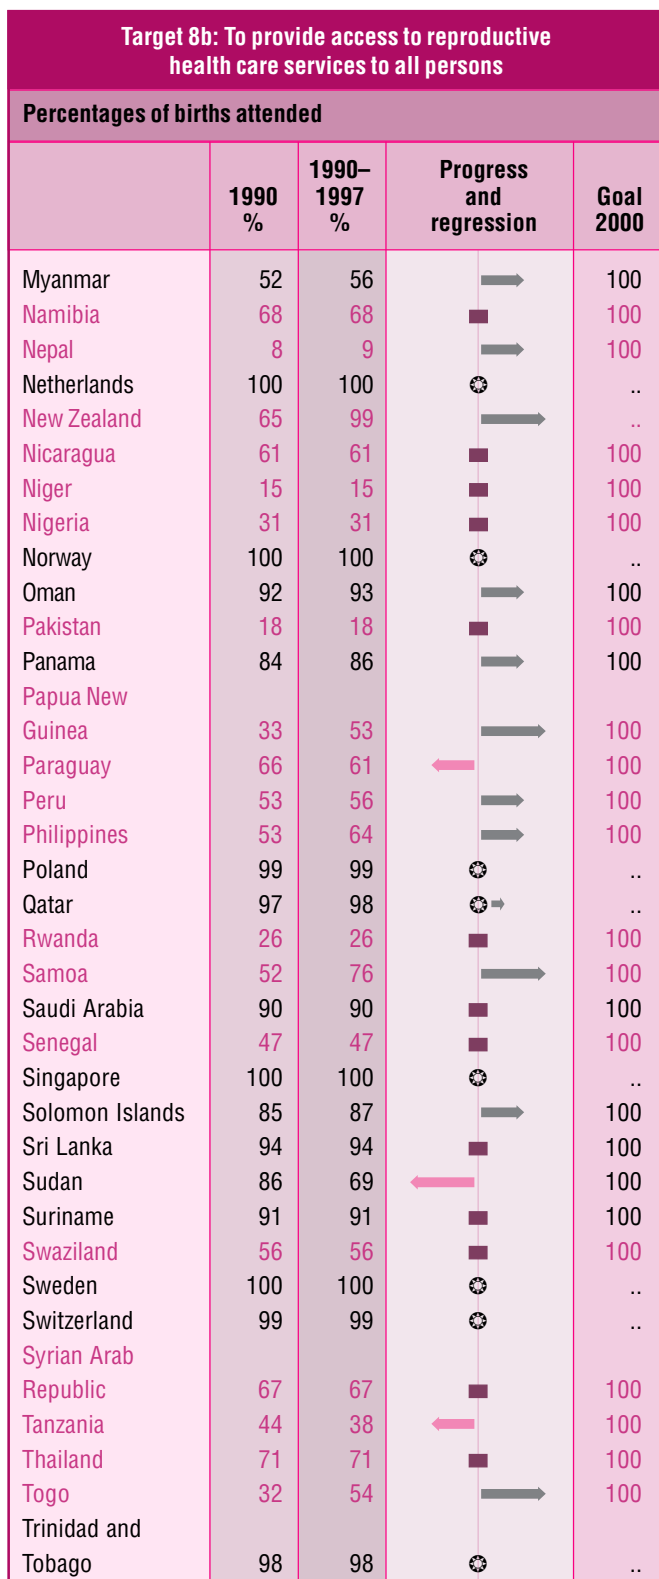 Target 8b: To provide access to reproductive
health care services to all persons
Percentages of births attended
1990 % 1990–1997 % Progress and regression Goal 2000
Myanmar 52 56 100
Namibia 68 68 100
Nepal 8 9 100
Netherlands 100 100 ..
New Zealand 65 99 ..
Nicaragua 61 61 100
Niger 15 15 100
Nigeria 31 31 100
Norway 100 100 ..
Oman 92 93 100
Pakistan 18 18 100
Panama 84 86 100
Papua New
Guinea 33 53 100
Paraguay 66 61 100
Peru 53 56 100
Philippines 53 64 100
Poland 99 99 ..
Qatar 97 98 ..
Rwanda 26 26 100
Samoa 52 76 100
Saudi Arabia 90 90 100
Senegal 47 47 100
Singapore 100 100 ..
Solomon Islands 85 87 100
Sri Lanka 94 94 100
Sudan 86 69 100
Suriname 91 91 100
Swaziland 56 56 100
Sweden 100 100 ..
Switzerland 99 99 ..
Syrian Arab
Republic 67 67 100
Tanzania 44 38 100
Thailand 71 71 100
Togo 32 54 100
Trinidad and
Tobago 98 98 ..